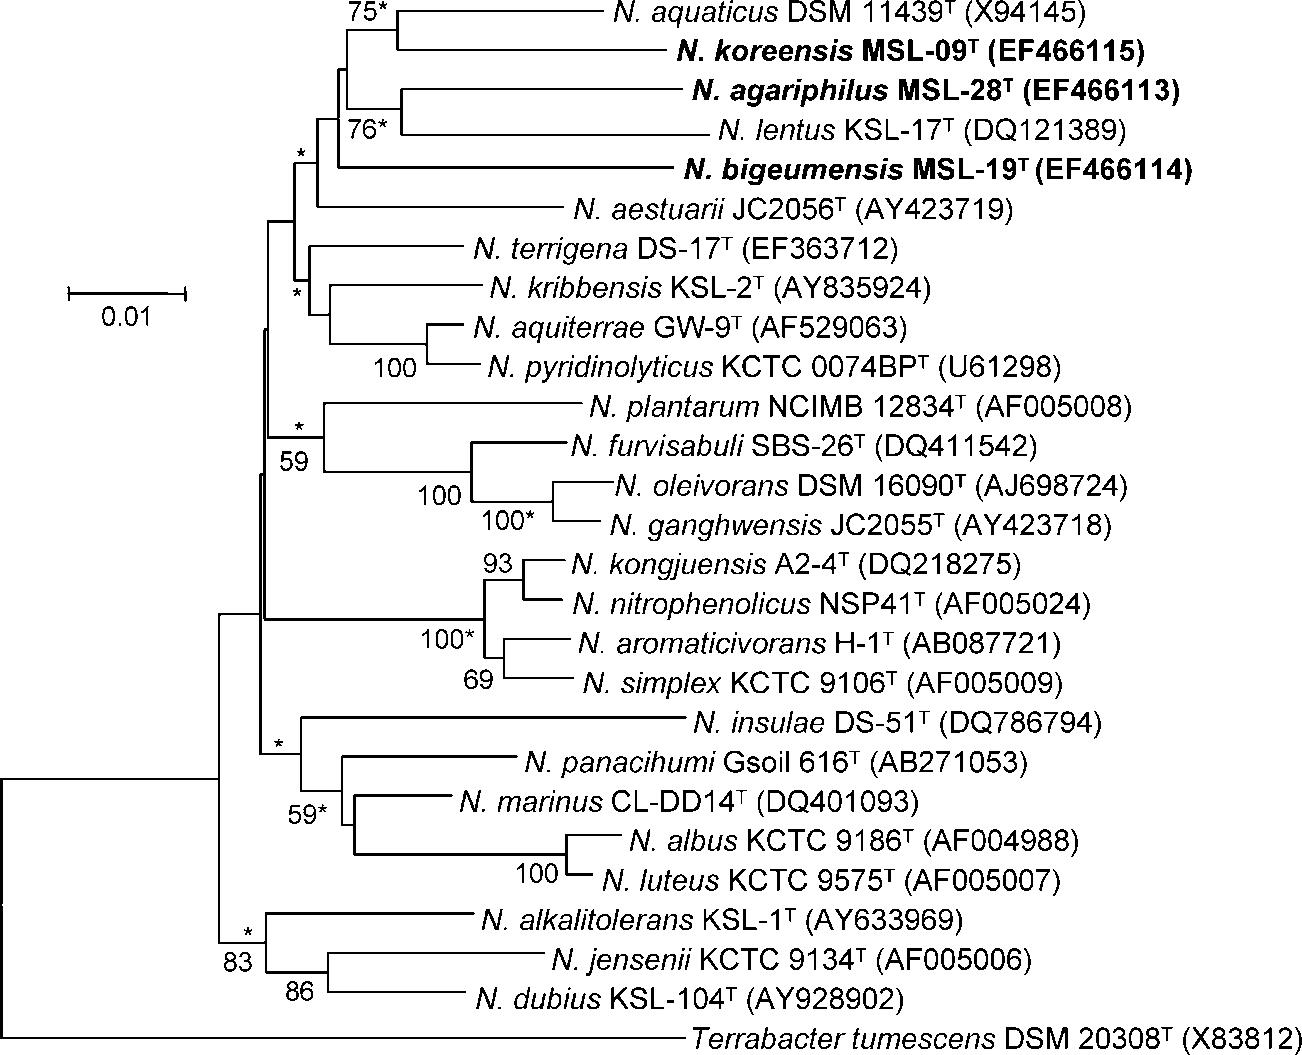 75*
N. aquaticus DSM 11439ᵀ (X94145)
N. koreensis MSL-09ᵀ (EF466115)
N. agariphilus MSL-28ᵀ (EF466113)
76*
N. lentus KSL-17ᵀ (DQ121389)
*
N. bigeumensis MSL-19ᵀ (EF466114)
N. aestuarii JC2056ᵀ (AY423719)
N. terrigena DS-17ᵀ (EF363712)
*
N. kribbensis KSL-2ᵀ (AY835924)
0.01
N. aquiterrae GW-9ᵀ (AF529063)
100
N. pyridinolyticus KCTC 0074BPᵀ (U61298)
N. plantarum NCIMB 12834ᵀ (AF005008)
*
59
N. furvisabuli SBS-26ᵀ (DQ411542)
100
N. oleivorans DSM 16090ᵀ (AJ698724)
100*
N. ganghwensis JC2055ᵀ (AY423718)
93
N. kongjuensis A2-4ᵀ (DQ218275)
N. nitrophenolicus NSP41ᵀ (AF005024)
100*
N. aromaticivorans H-1ᵀ (AB087721)
69
N. simplex KCTC 9106ᵀ (AF005009)
N. insulae DS-51ᵀ (DQ786794)
*
N. panacihumi Gsoil 616ᵀ (AB271053)
N. marinus CL-DD14ᵀ (DQ401093)
59*
N. albus KCTC 9186ᵀ (AF004988)
100
N. luteus KCTC 9575ᵀ (AF005007)
N. alkalitolerans KSL-1ᵀ (AY633969)
*
83
N. jensenii KCTC 9134ᵀ (AF005006)
86
N. dubius KSL-104ᵀ (AY928902)
Terrabacter tumescens DSM 20308ᵀ (X83812)